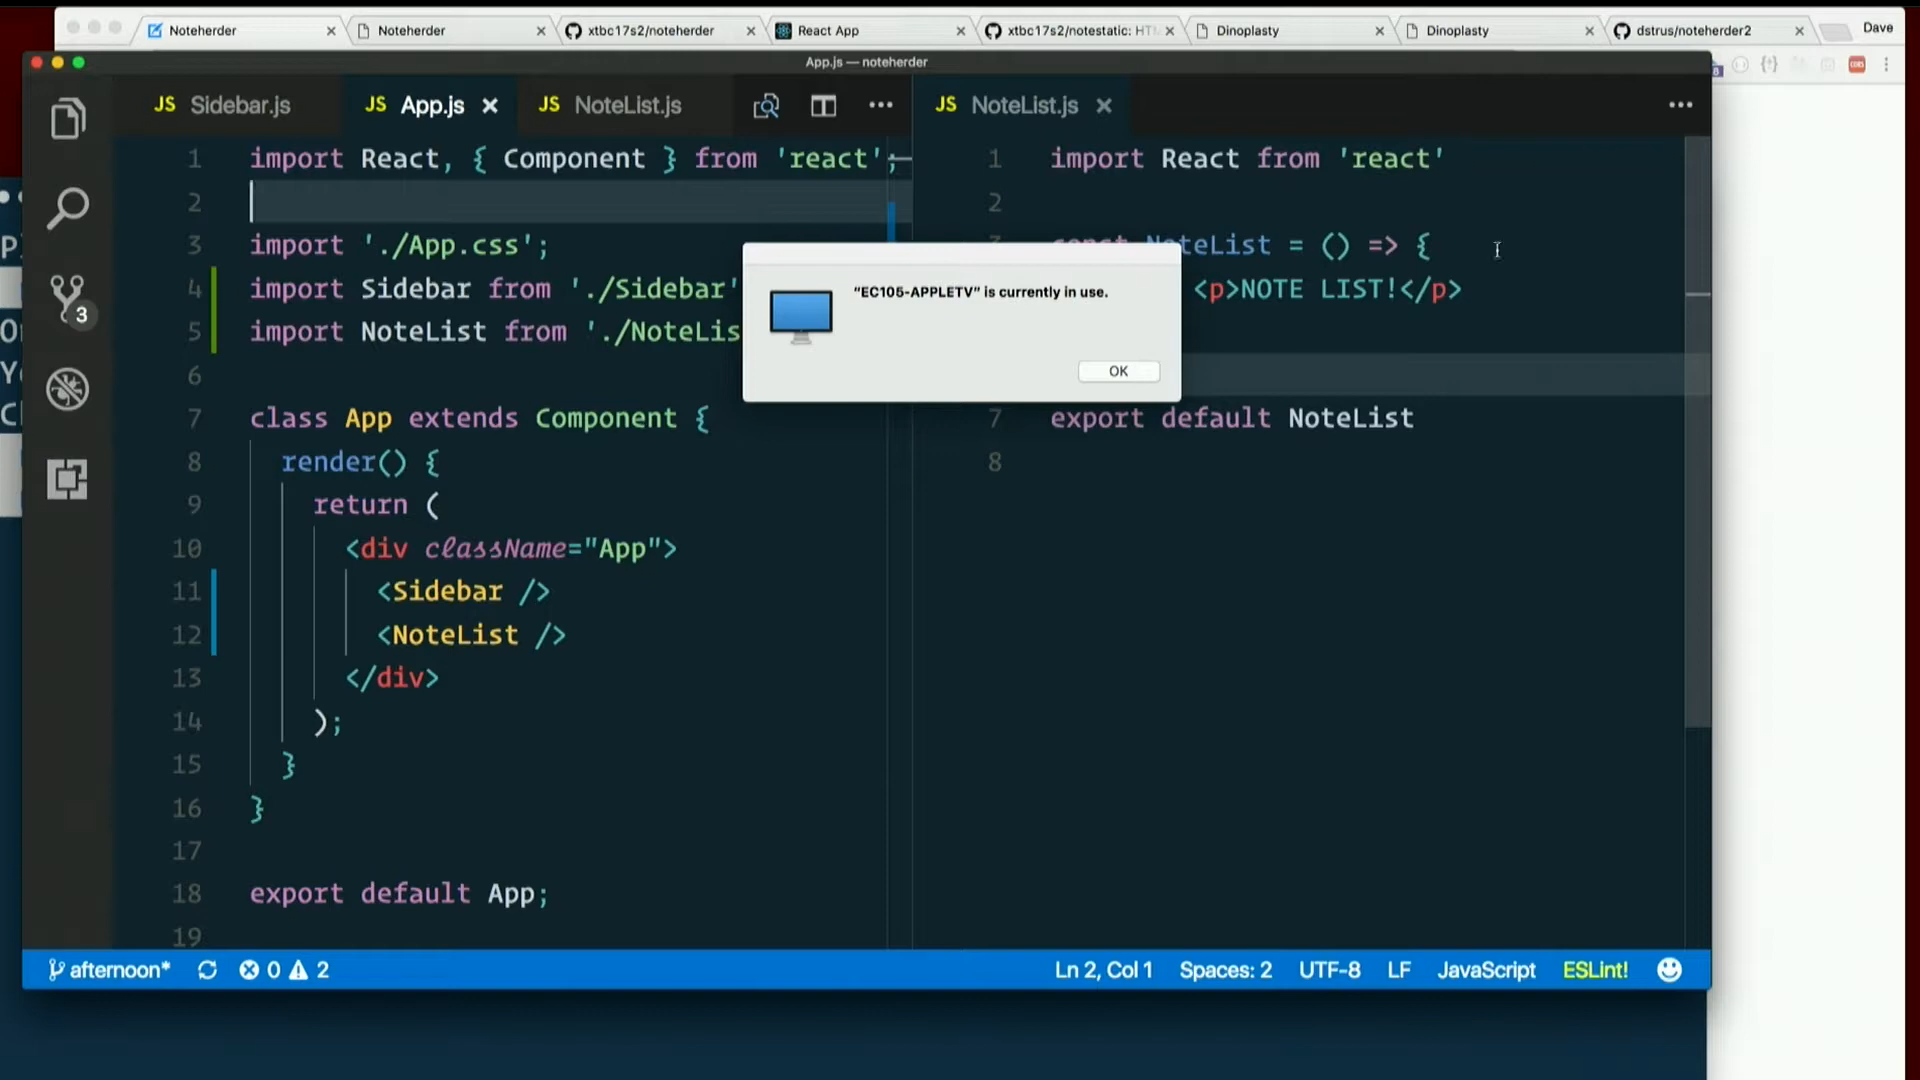 Noteherder
Noteherder
xtbc17s2/noteherder
React App
xtbc17s2/notestatic: HTM
Dinoplasty
Dinoplasty
dstrus/noteherder2
Dave
App.js — noteherder
JS Sidebar.js
JS App.js
JS NoteList.js
JS NoteList.js
1 import React, { Component } from 'react';
2
3 import './App.css';
4 import Sidebar from './Sidebar'
5 import NoteList from './NoteLis
6
7 class App extends Component {
8 render() {
9 return (
10 <div className="App">
11 <Sidebar />
12 <NoteList />
13 </div>
14 );
15 }
16 }
17
18 export default App;
19
1 import React from 'react'
2
const NoteList = () => {
<p>NOTE LIST!</p>
7 export default NoteList
8
“EC105-APPLETV” is currently in use.
OK
3
afternoon* 0 2
Ln 2, Col 1 Spaces: 2 UTF-8 LF JavaScript ESLint!